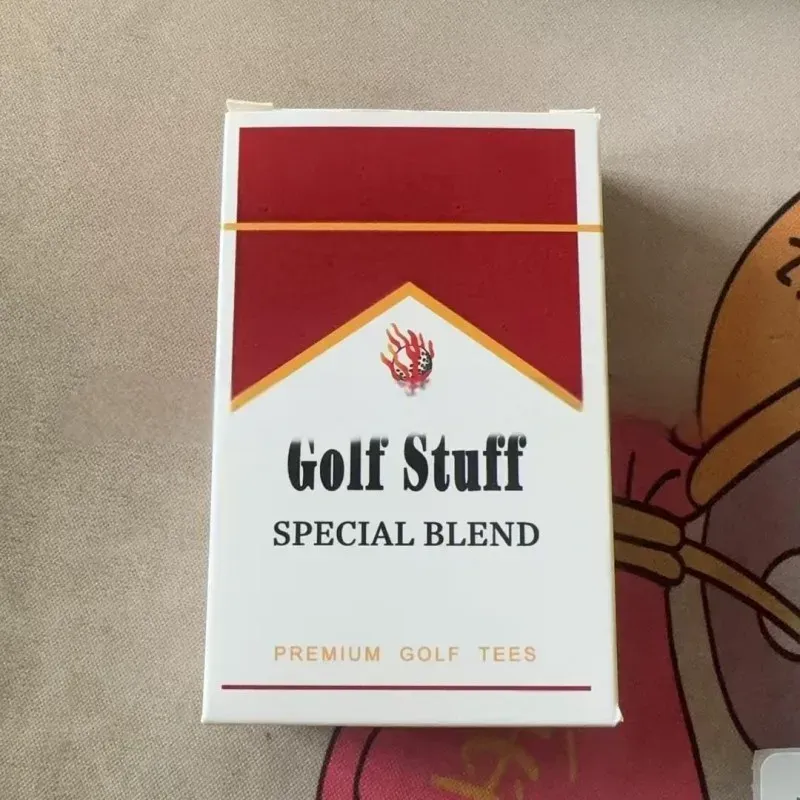 Golf Stuff
SPECIAL BLEND
PREMIUM GOLF TEES